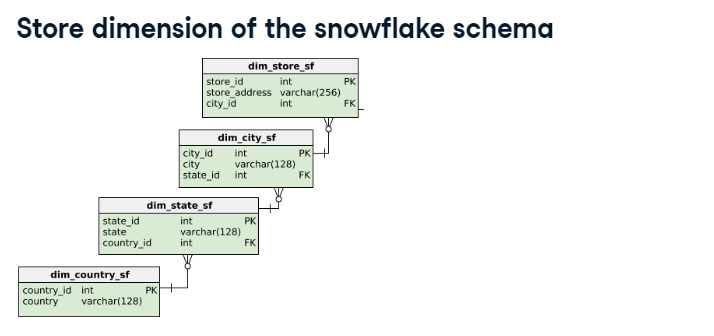 Store dimension of the snowflake schema
dim_store_sf
store_id int PK
store_address varchar(256)
city_id int FK
dim_city_sf
city_id int PK
city varchar(128)
state_id int FK
dim_state_sf
state_id int PK
state varchar(128)
country_id int FK
dim_country_sf
country_id int PK
country varchar(128)